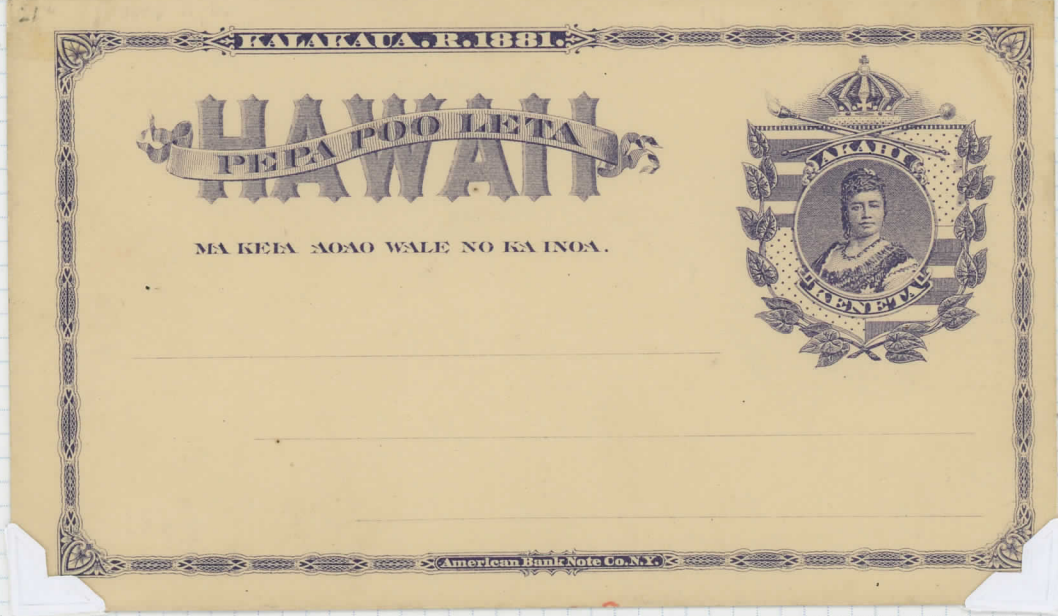 21
KALAKAUA.R.1881.
HAWAII
PEPA POO LETA
AKAHI
KENETA
MA KEIA AOAO WALE NO KA INOA.
American Bank Note Co. N.Y.